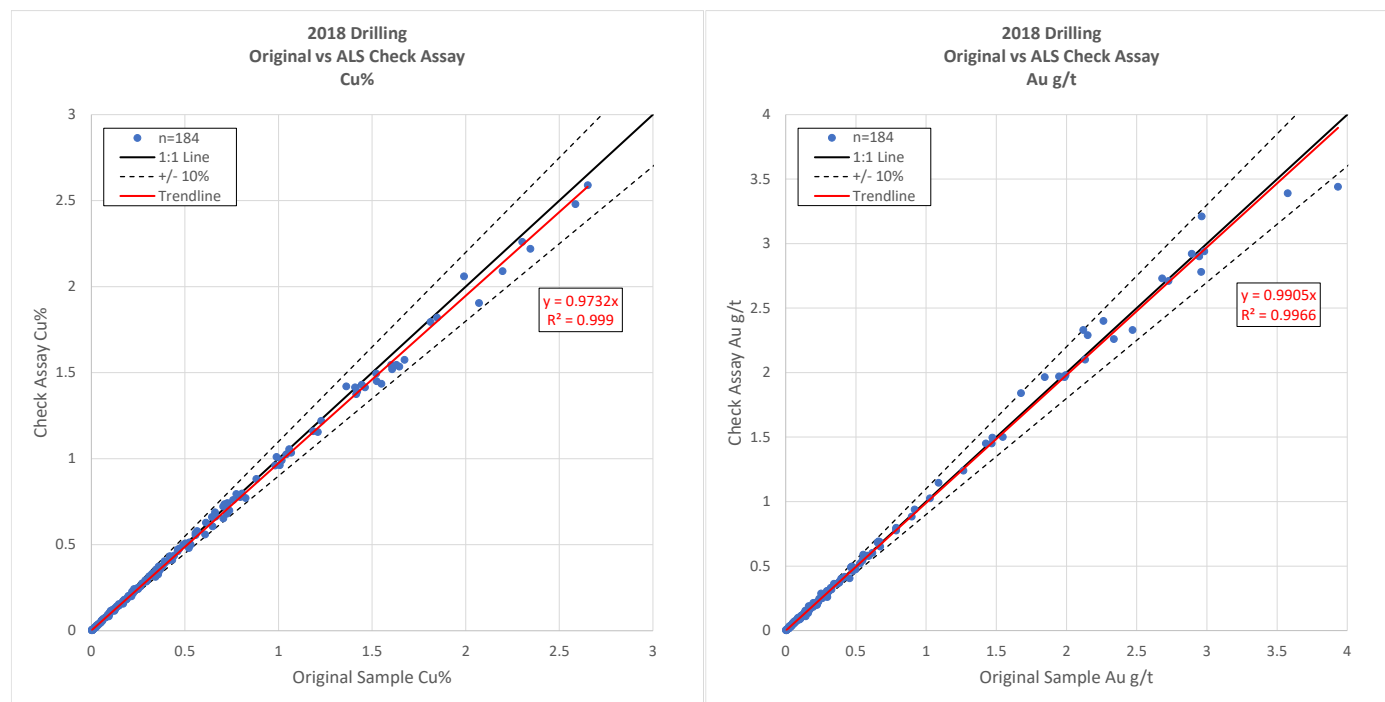 2018 Drilling
Original vs ALS Check Assay
Cu%
n=184
1:1 Line
+/- 10%
Trendline
y = 0.9732x
R² = 0.999
Check Assay Cu%
3
2.5
2
1.5
1
0.5
0
0 0.5 1 1.5 2 2.5 3
Original Sample Cu%
2018 Drilling
Original vs ALS Check Assay
Au g/t
n=184
1:1 Line
+/- 10%
Trendline
y = 0.9905x
R² = 0.9966
Check Assay Au g/t
4
3.5
3
2.5
2
1.5
1
0.5
0
0 0.5 1 1.5 2 2.5 3 3.5 4
Original Sample Au g/t